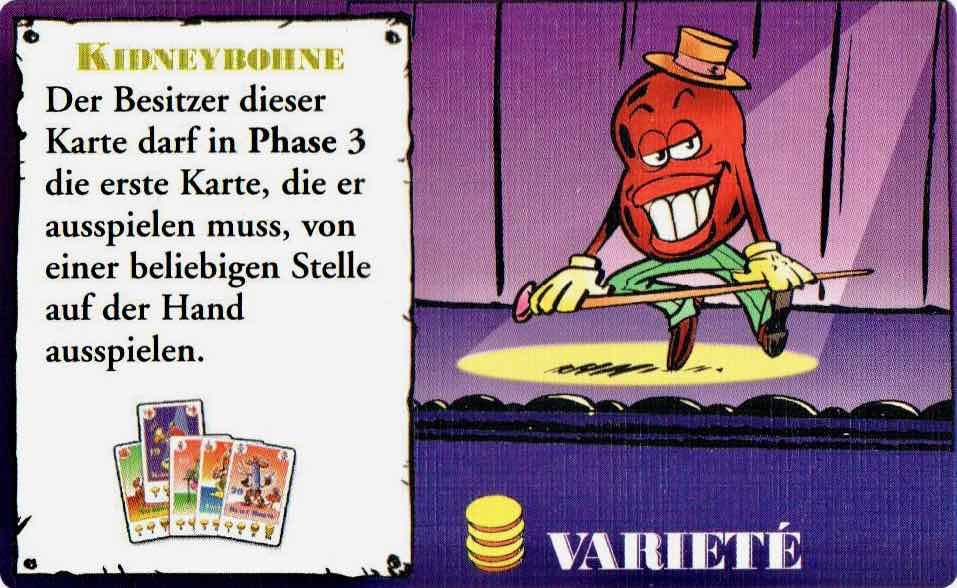 KIDNEYBOHNE
Der Besitzer dieser
Karte darf in Phase 3
die erste Karte, die er
ausspielen muss, von
einer beliebigen Stelle
auf der Hand
ausspielen.
VARIETÉ